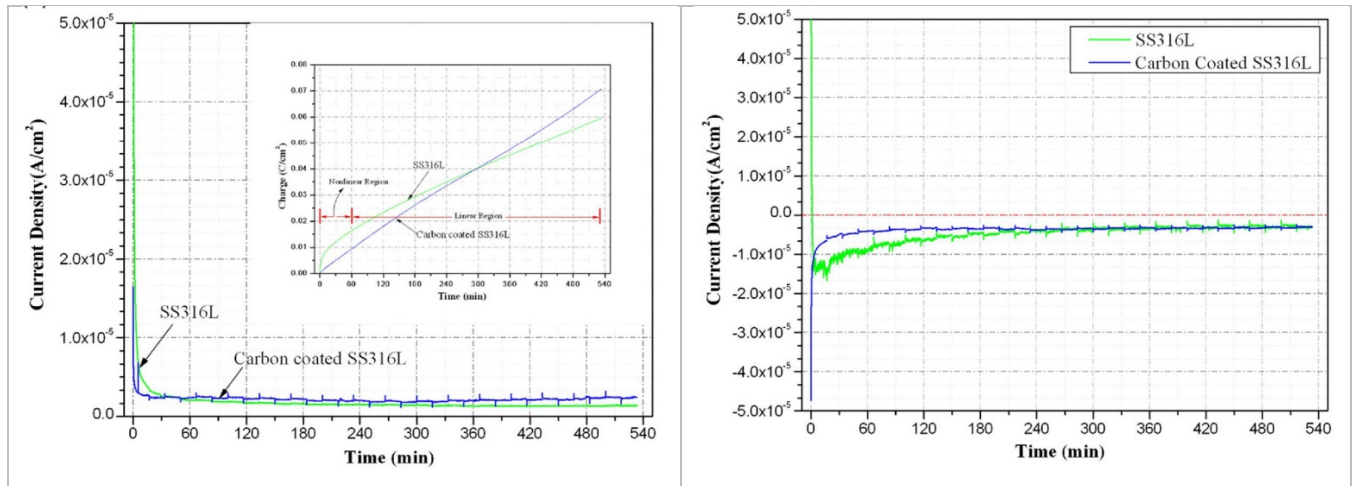 5.0x10⁻⁵
4.0x10⁻⁵
3.0x10⁻⁵
2.0x10⁻⁵
1.0x10⁻⁵
0.0
Current Density(A/cm²)
0 60 120 180 240 300 360 420 480 540
Time (min)
SS316L
Carbon coated SS316L
0.08
0.07
0.06
0.05
0.04
0.03
0.02
0.01
0.00
Charge (C/cm²)
SS316L
Nonlinear Region
Linear Region
Carbon coated SS316L
0 60 120 180 240 300 360 420 480 540
Time (min)
5.0x10⁻⁵
4.0x10⁻⁵
3.0x10⁻⁵
2.0x10⁻⁵
1.0x10⁻⁵
0.0
-1.0x10⁻⁵
-2.0x10⁻⁵
-3.0x10⁻⁵
-4.0x10⁻⁵
-5.0x10⁻⁵
Current Density(A/cm²)
SS316L
Carbon Coated SS316L
0 60 120 180 240 300 360 420 480 540
Time (min)